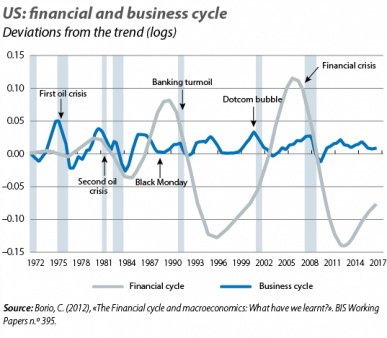 US: financial and business cycle
Deviations from the trend (logs)
0.15
0.10
0.05
0.00
–0.05
–0.10
–0.15
First oil crisis
Second oil
crisis
Banking turmoil
Black Monday
Dotcom bubble
Financial crisis
1972 1975 1978 1981 1984 1987 1990 1993 1996 1999 2002 2005 2008 2011 2014 2017
Financial cycle Business cycle
Source: Borio, C. (2012), «The Financial cycle and macroeconomics: What have we learnt?». BIS Working
Papers n.º 395.